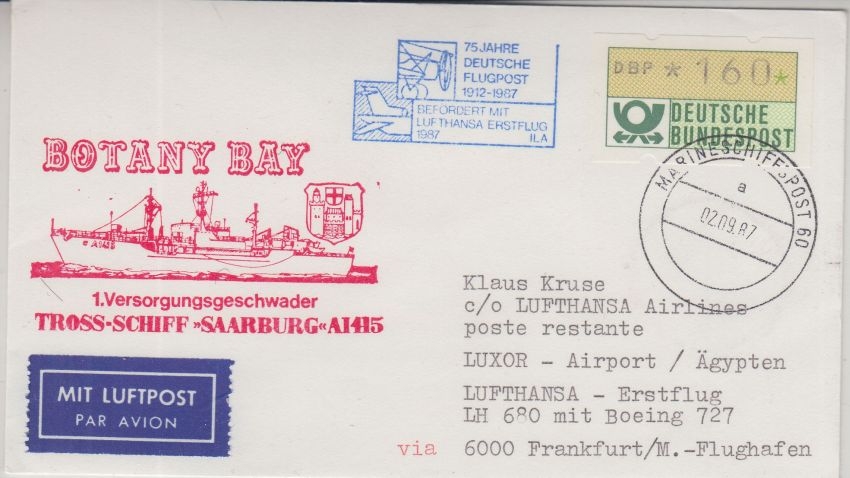 75 JAHRE
DEUTSCHE
FLUGPOST
1912-1987
BEFÖRDERT MIT
LUFTHANSA ERSTFLUG
1987 ILA
DBP * 160*
DEUTSCHE
BUNDESPOST
MARINESCHIFFSPOST 60
a
02.09.87
BOTANY BAY
1.Versorgungsgeschwader
TROSS-SCHIFF »SAARBURG« A1415
MIT LUFTPOST
PAR AVION
Klaus Kruse
c/o LUFTHANSA Airlines
poste restante
LUXOR - Airport / Ägypten
LUFTHANSA - Erstflug
LH 680 mit Boeing 727
via 6000 Frankfurt/M.-Flughafen